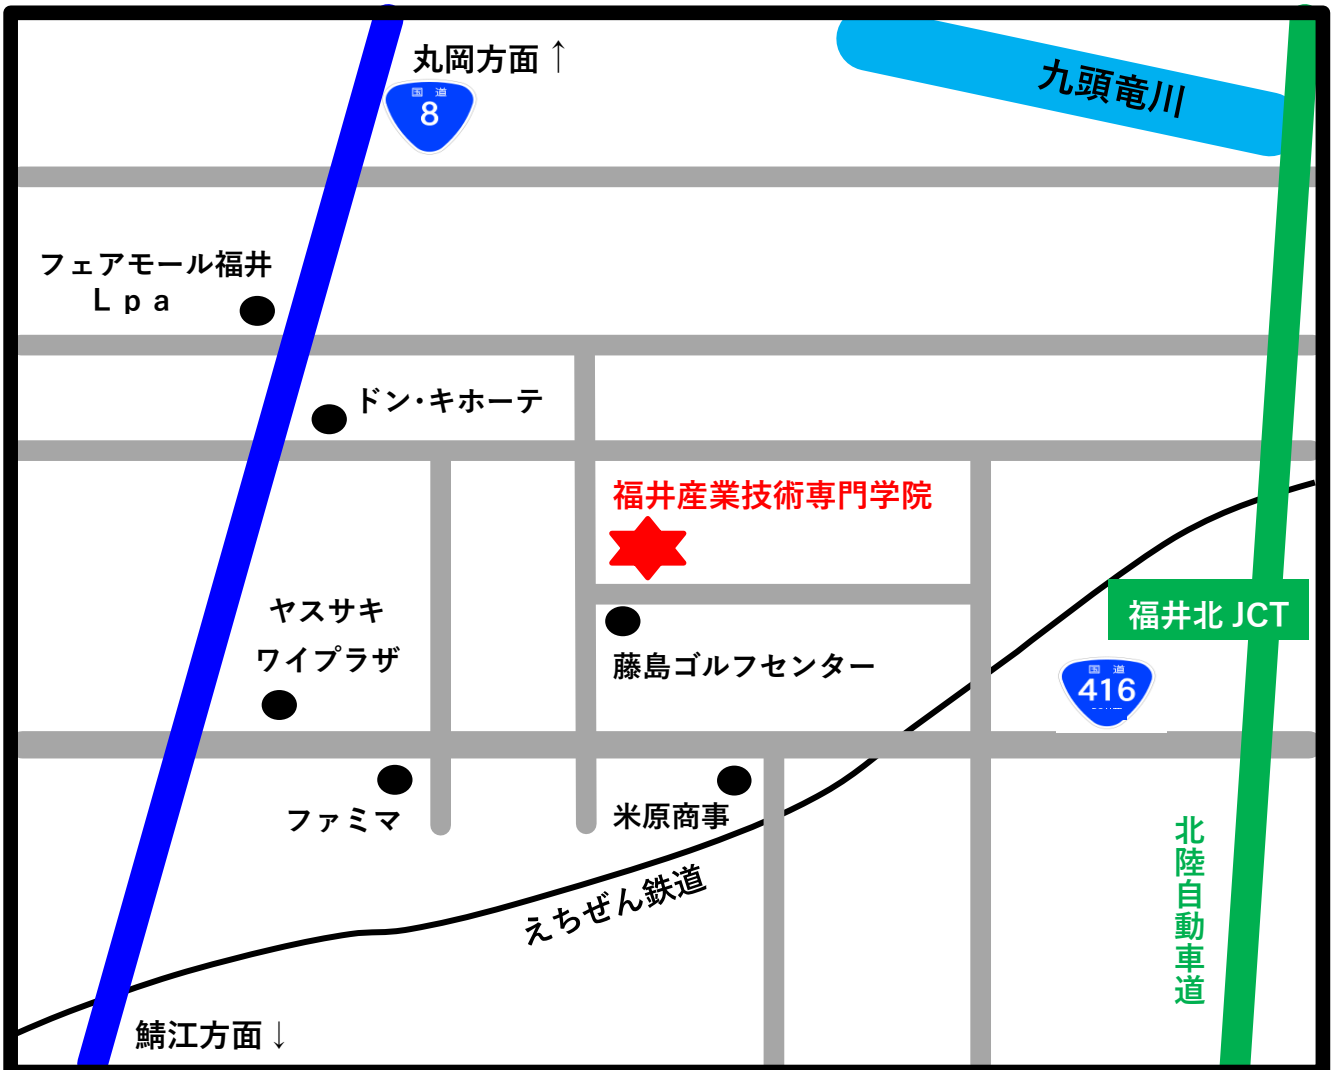 丸岡方面↑
国道
8
九頭竜川
フェアモール福井
Ｌｐａ
ドン・キホーテ
福井産業技術専門学院
ヤスサキ
ワイプラザ
藤島ゴルフセンター
福井北 JCT
国道
416
ファミマ
米原商事
えちぜん鉄道
北陸自動車道
鯖江方面↓